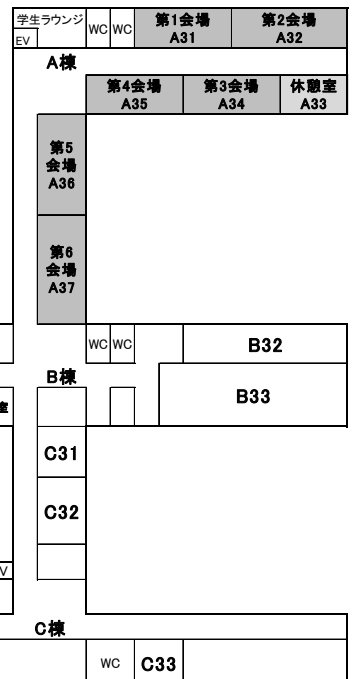 学生ラウンジ
EV
WC
WC
第1会場
A31
第2会場
A32
A棟
第4会場
A35
第3会場
A34
休憩室
A33
第5
会場
A36
第6
会場
A37
WC
WC
B32
B棟
B33
室
C31
C32
V
C棟
WC
C33